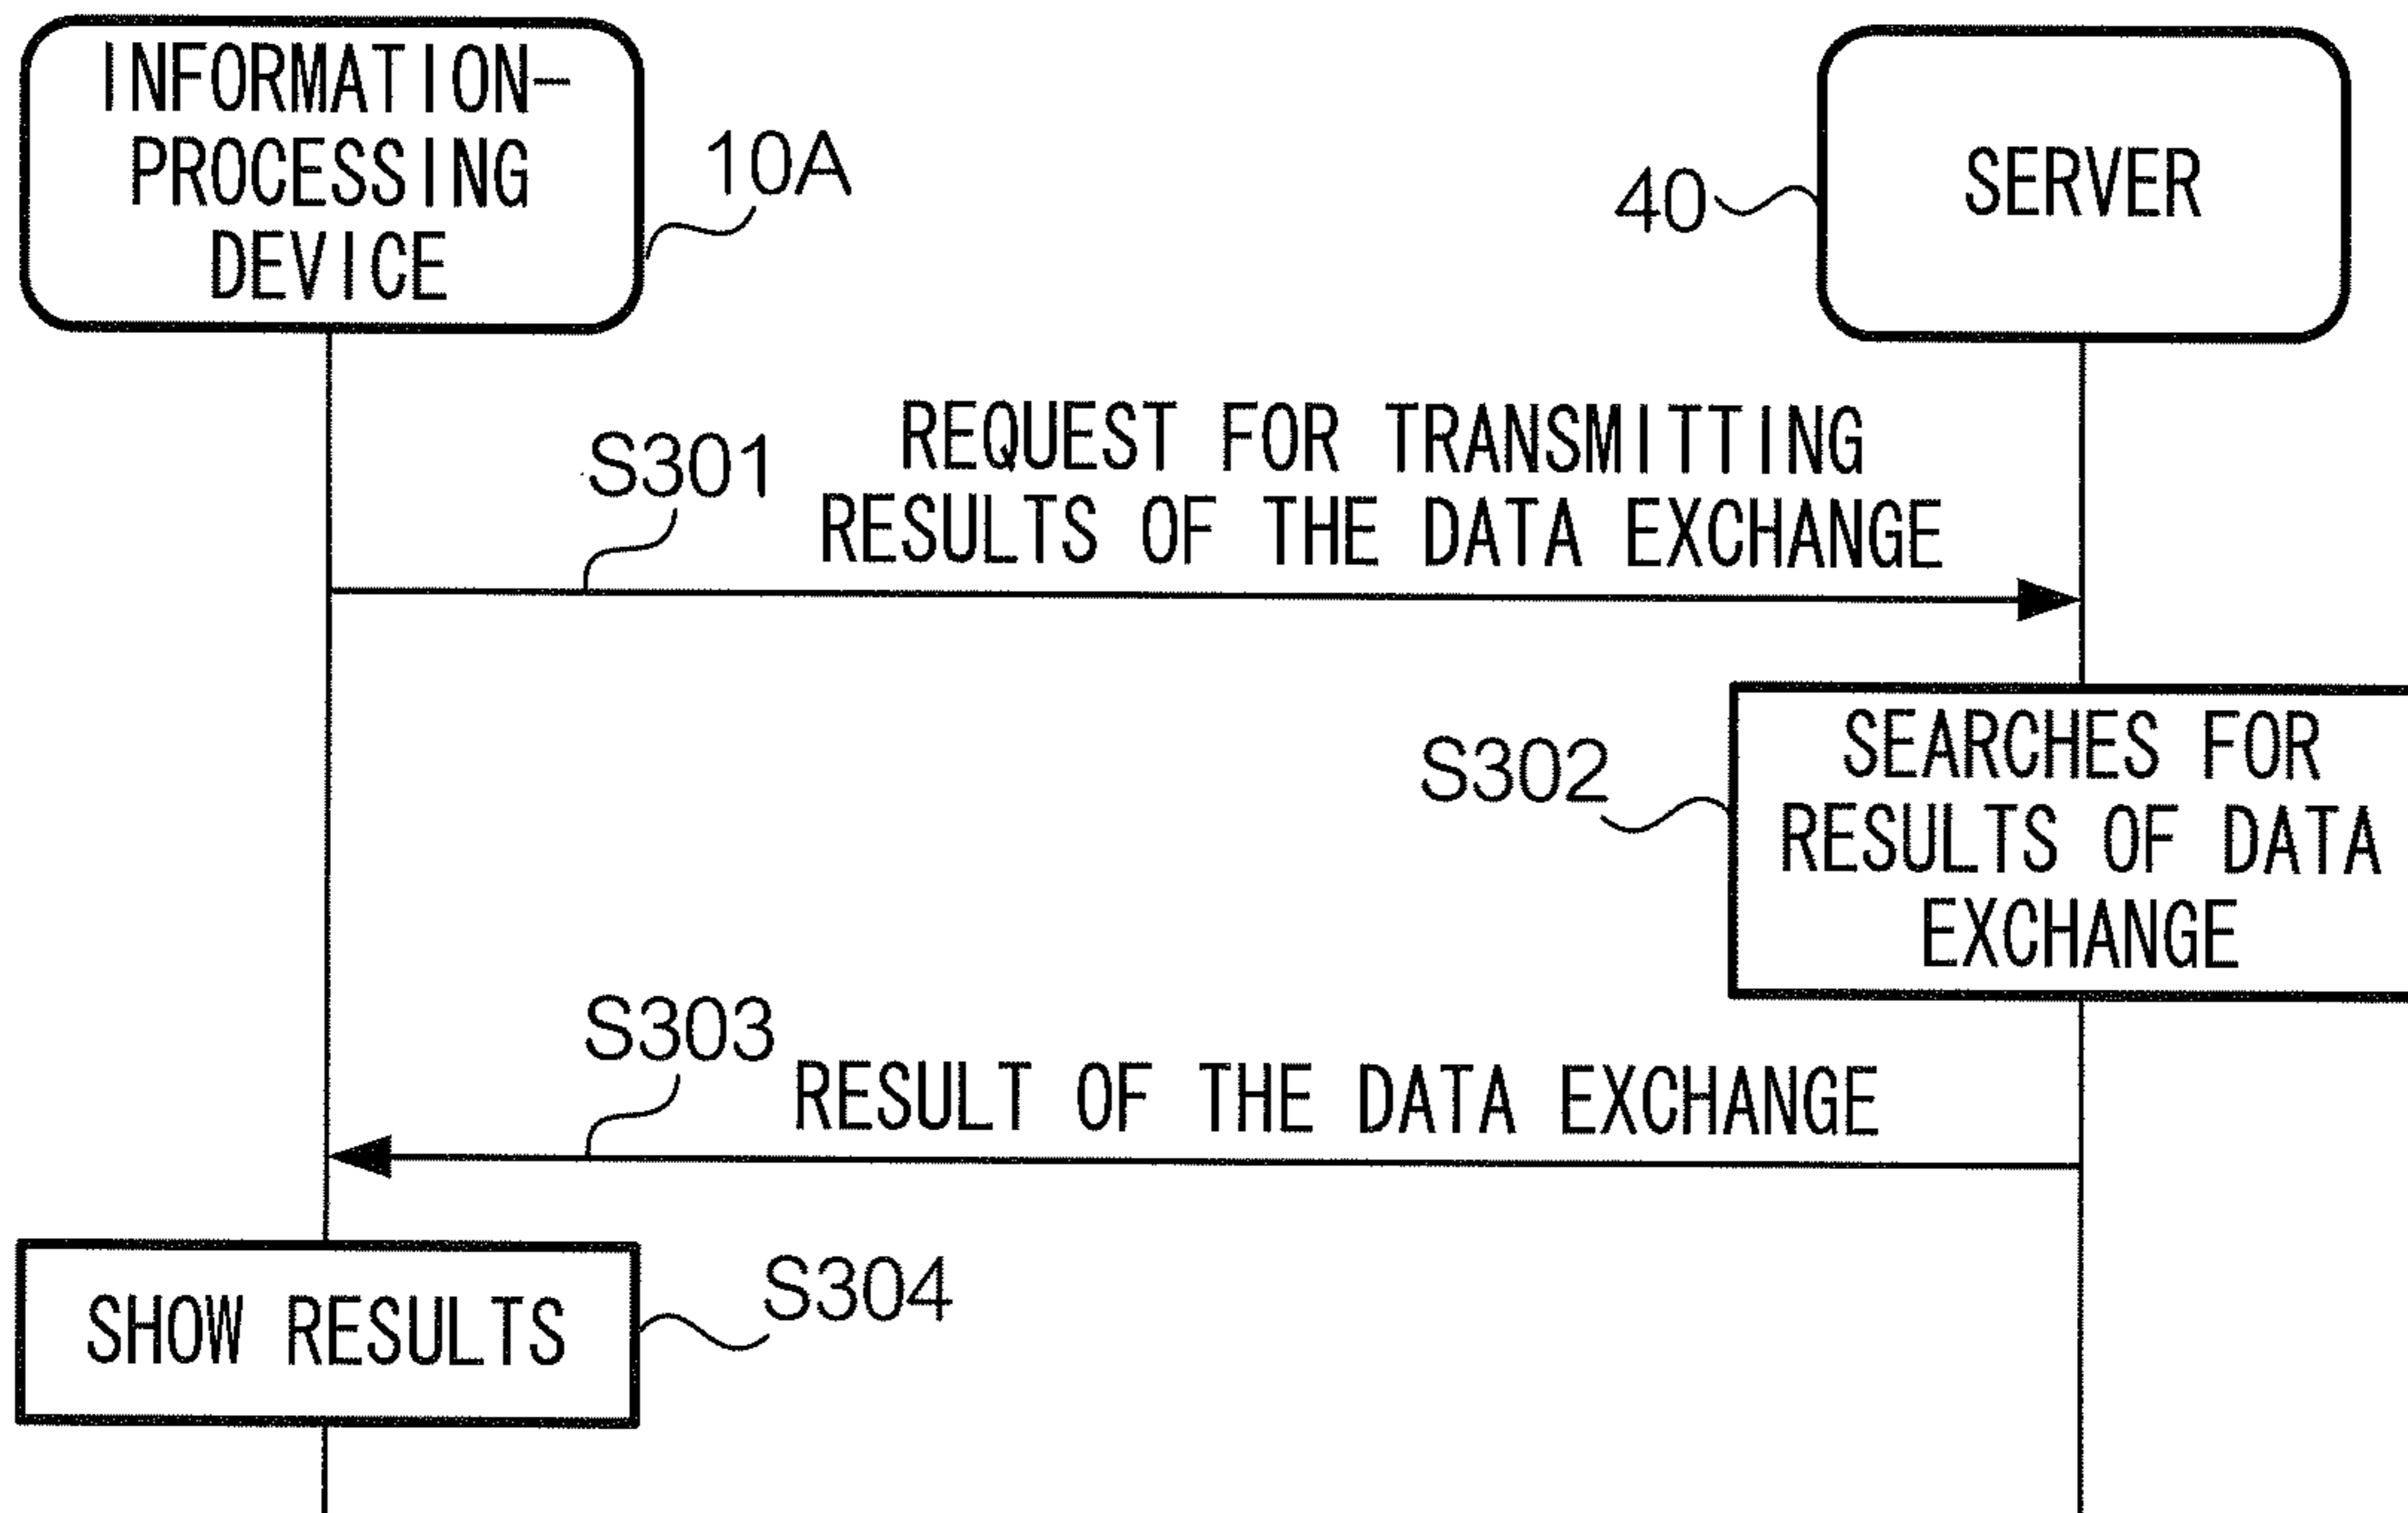 INFORMATION-
PROCESSING
DEVICE
10A
SERVER
40
REQUEST FOR TRANSMITTING
RESULTS OF THE DATA EXCHANGE
S301
SEARCHES FOR
RESULTS OF DATA
EXCHANGE
S302
S303
RESULT OF THE DATA EXCHANGE
SHOW RESULTS
S304